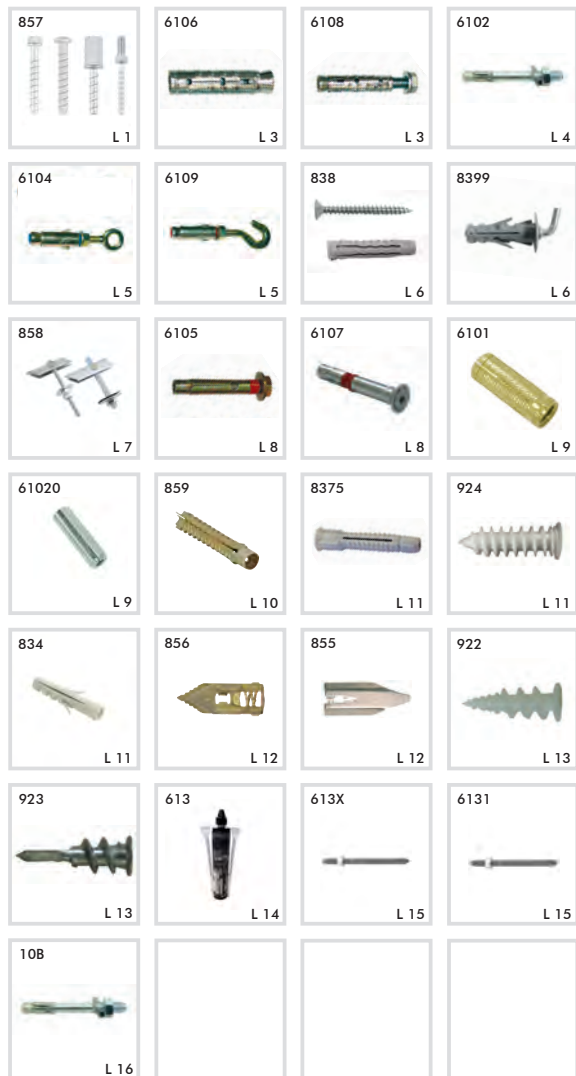 857 6106 6108 6102
L 1 L 3 L 3 L 4
6104 6109 838 8399
L 5 L 5 L 6 L 6
858 6105 6107 6101
L 7 L 8 L 8 L 9
61020 859 8375 924
L 9 L 10 L 11 L 11
834 856 855 922
L 11 L 12 L 12 L 13
923 613 613X 6131
L 13 L 14 L 15 L 15
10B
L 16